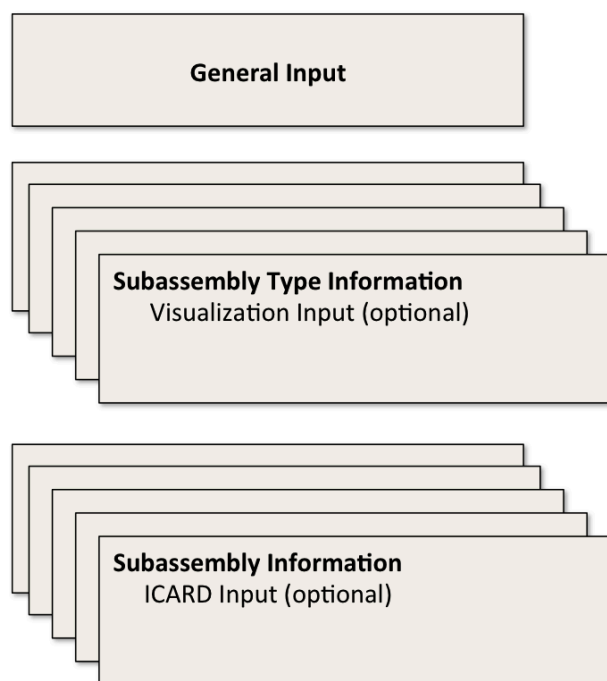 General Input
Subassembly Type Information
Visualization Input (optional)
Subassembly Information
ICARD Input (optional)